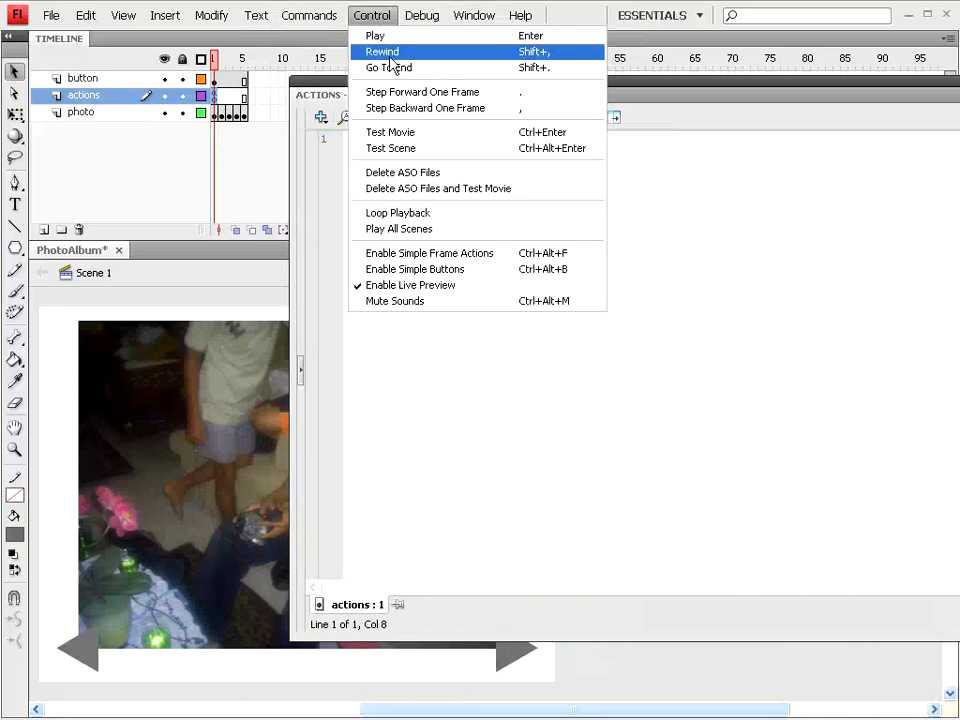 Fl File Edit View Insert Modify Text Commands Control Debug Window Help ESSENTIALS
TIMELINE
1 5 10 15 55 60 65 70 75 80 85 90 95
button
actions
photo
Play Enter
Rewind Shift+,
Go To End Shift+.
Step Forward One Frame .
Step Backward One Frame ,
Test Movie Ctrl+Enter
Test Scene Ctrl+Alt+Enter
Delete ASO Files
Delete ASO Files and Test Movie
Loop Playback
Play All Scenes
Enable Simple Frame Actions Ctrl+Alt+F
Enable Simple Buttons Ctrl+Alt+B
Enable Live Preview
Mute Sounds Ctrl+Alt+M
ACTIONS -
1
PhotoAlbum*
Scene 1
T
actions : 1
Line 1 of 1, Col 8